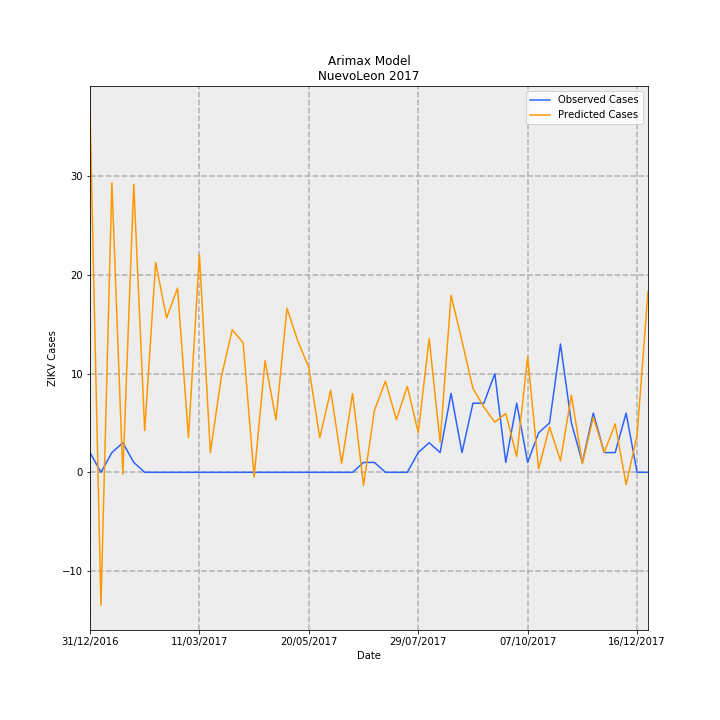 Arimax Model
NuevoLeon 2017
Observed Cases
Predicted Cases
ZIKV Cases
30
20
10
0
−10
31/12/2016 11/03/2017 20/05/2017 29/07/2017 07/10/2017 16/12/2017
Date